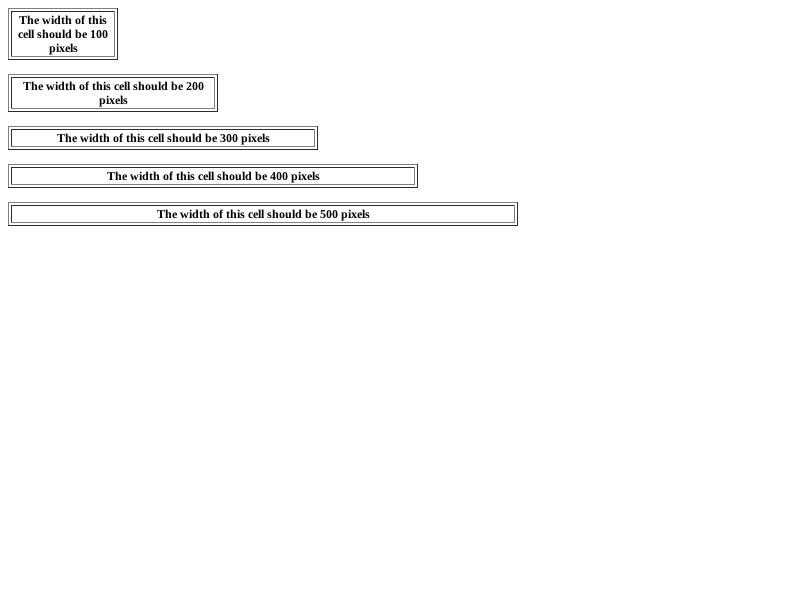 The width of this
cell should be 100
pixels
The width of this cell should be 200
pixels
The width of this cell should be 300 pixels
The width of this cell should be 400 pixels
The width of this cell should be 500 pixels